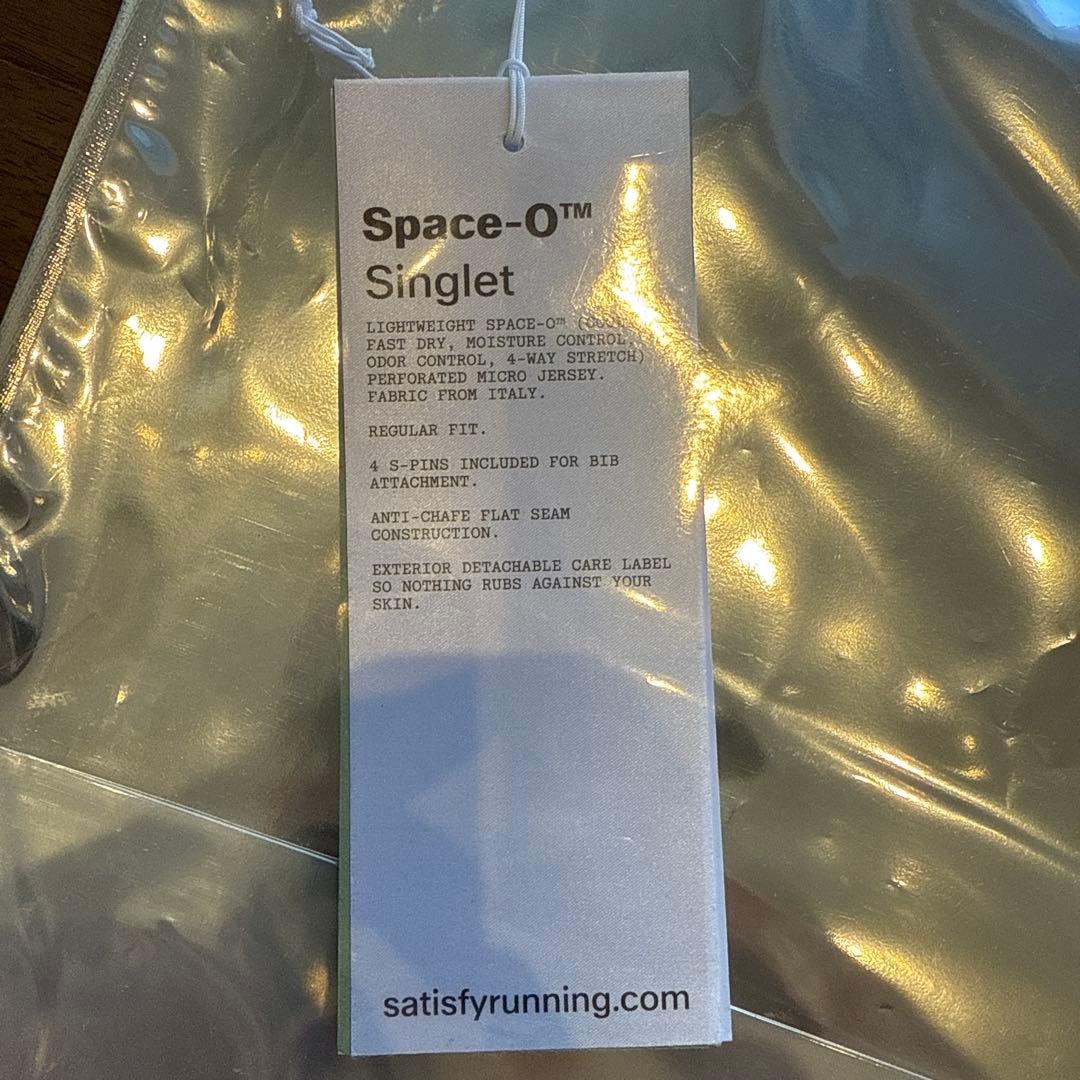 Space-O™
Singlet
LIGHTWEIGHT SPACE-O™
FAST DRY, MOISTURE CONTROL,
ODOR CONTROL, 4-WAY STRETCH)
PERFORATED MICRO JERSEY.
FABRIC FROM ITALY.
REGULAR FIT.
4 S-PINS INCLUDED FOR BIB
ATTACHMENT.
ANTI-CHAFE FLAT SEAM
CONSTRUCTION.
EXTERIOR DETACHABLE CARE LABEL
SO NOTHING RUBS AGAINST YOUR
SKIN.
satisfyrunning.com